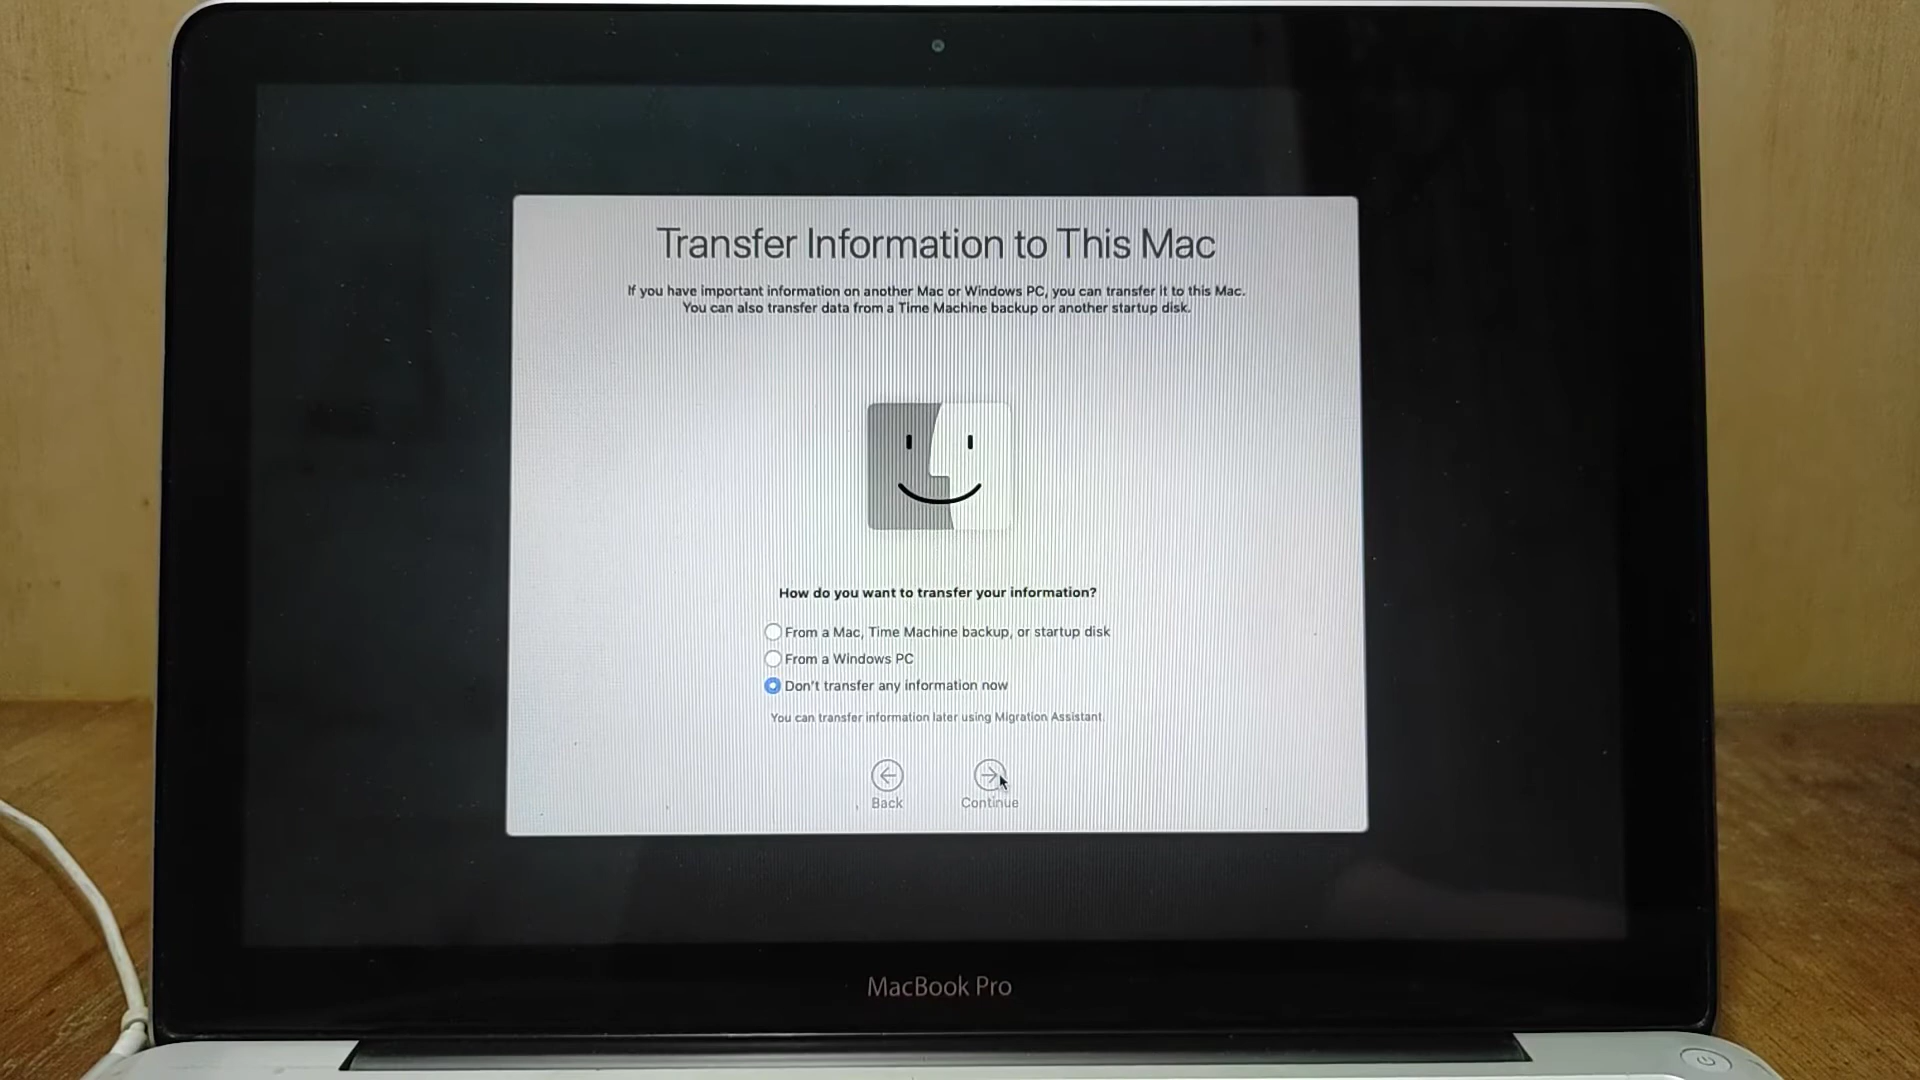 Transfer Information to This Mac
If you have important information on another Mac or Windows PC, you can transfer it to this Mac.
You can also transfer data from a Time Machine backup or another startup disk.
How do you want to transfer your information?
From a Mac, Time Machine backup, or startup disk
From a Windows PC
Don't transfer any information now
You can transfer information later using Migration Assistant.
Back
Continue
MacBook Pro